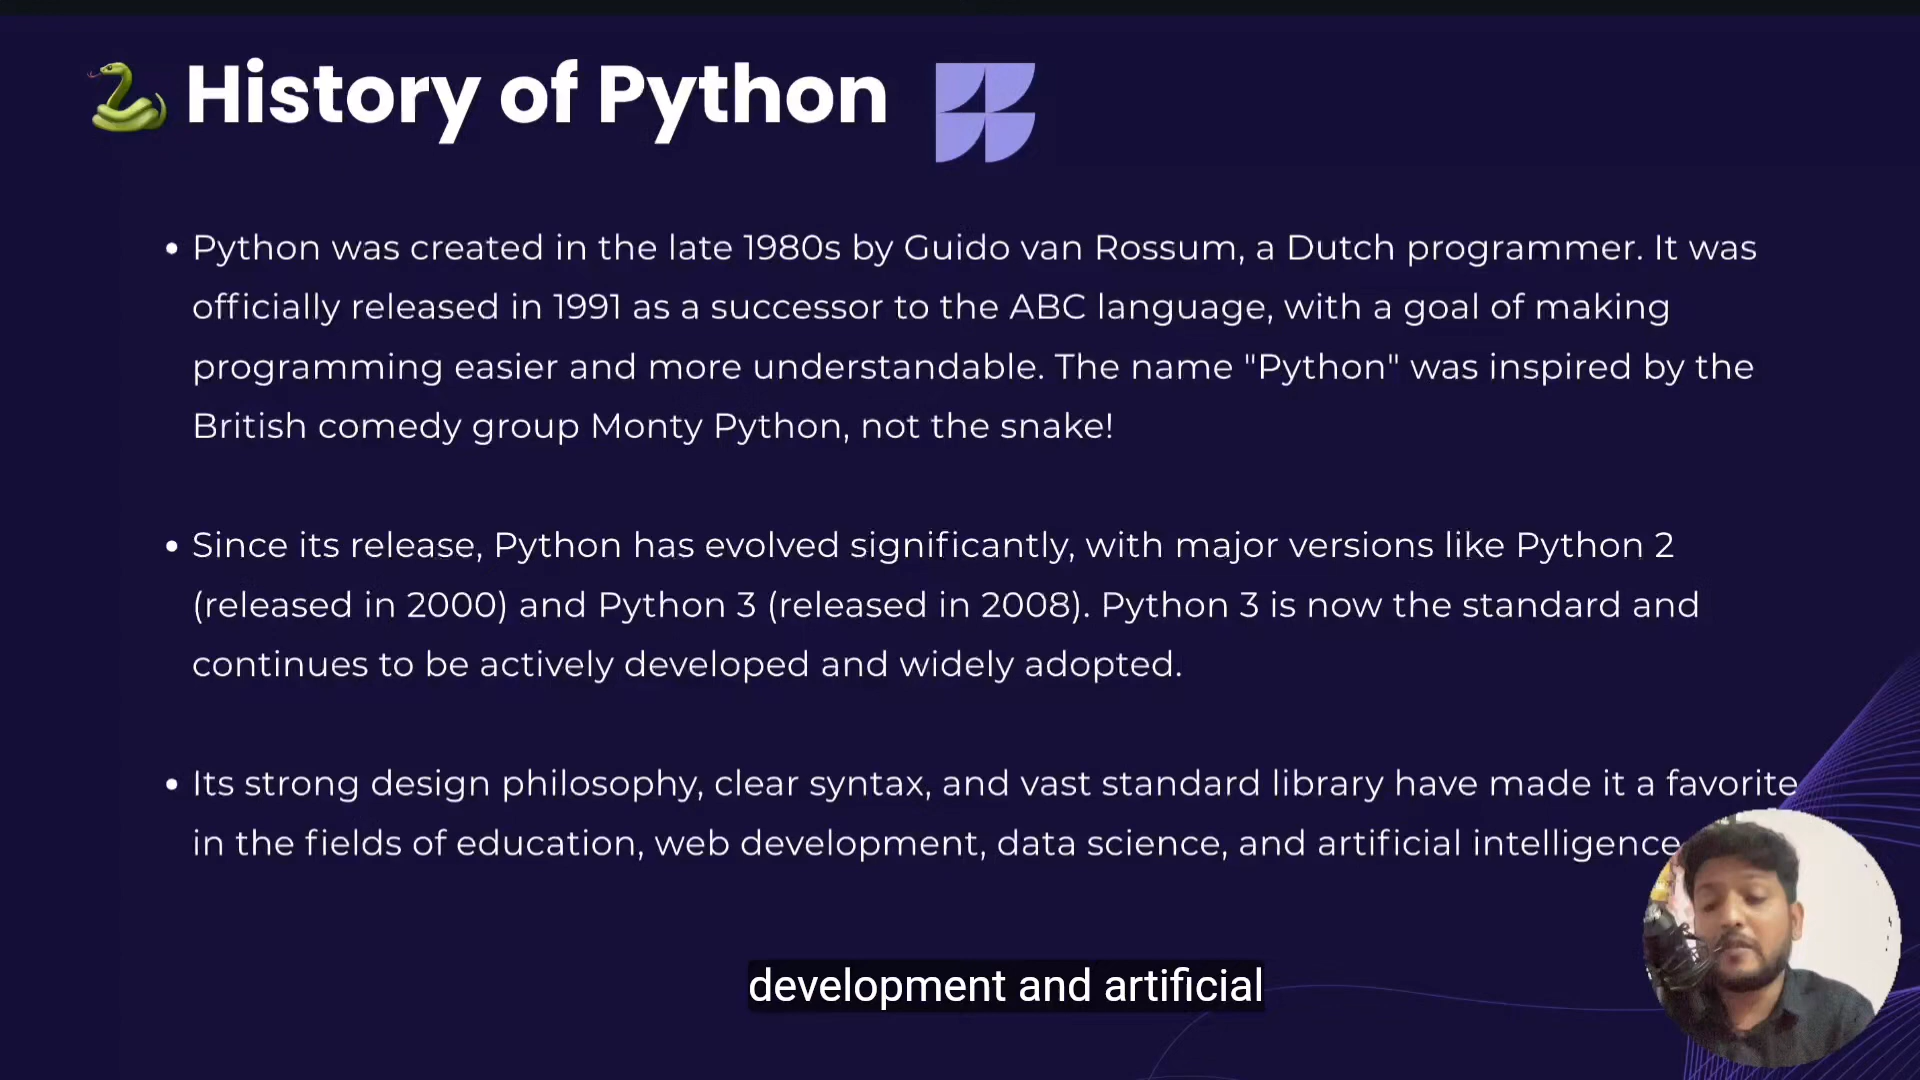 History of Python
• Python was created in the late 1980s by Guido van Rossum, a Dutch programmer. It was
officially released in 1991 as a successor to the ABC language, with a goal of making
programming easier and more understandable. The name "Python" was inspired by the
British comedy group Monty Python, not the snake!
• Since its release, Python has evolved significantly, with major versions like Python 2
(released in 2000) and Python 3 (released in 2008). Python 3 is now the standard and
continues to be actively developed and widely adopted.
• Its strong design philosophy, clear syntax, and vast standard library have made it a favorite
in the fields of education, web development, data science, and artificial intelligence
development and artificial